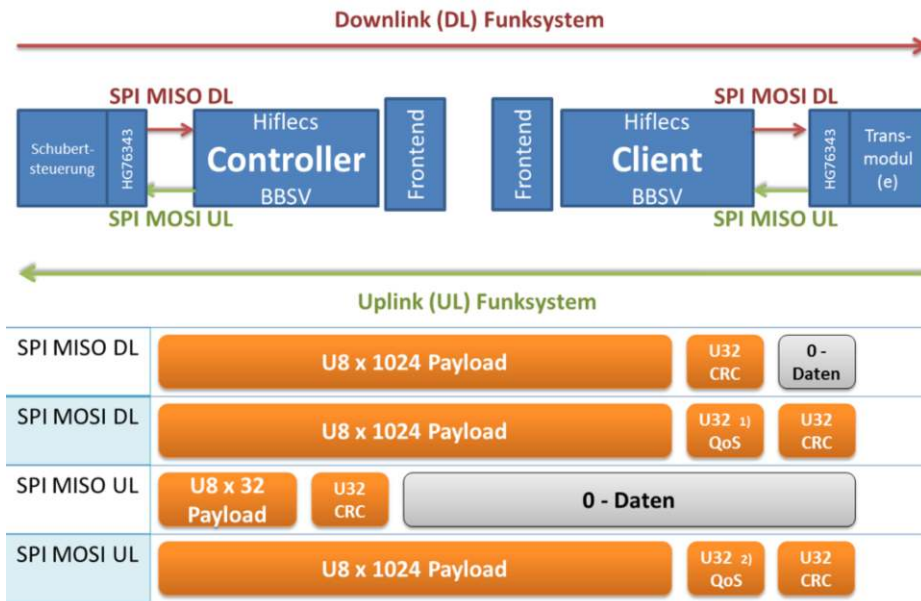 Downlink (DL) Funksystem
SPI MISO DL
SPI MOSI DL
Schubert-
steuerung
HG76343
Hiflecs
Controller
BBSV
Frontend
Frontend
Hiflecs
Client
BBSV
HG76343
Trans-
modul
(e)
SPI MOSI UL
SPI MISO UL
Uplink (UL) Funksystem
SPI MISO DL
U8 x 1024 Payload
U32
CRC
0 -
Daten
SPI MOSI DL
U8 x 1024 Payload
U32 1)
QoS
U32
CRC
SPI MISO UL
U8 x 32
Payload
U32
CRC
0 - Daten
SPI MOSI UL
U8 x 1024 Payload
U32 2)
QoS
U32
CRC